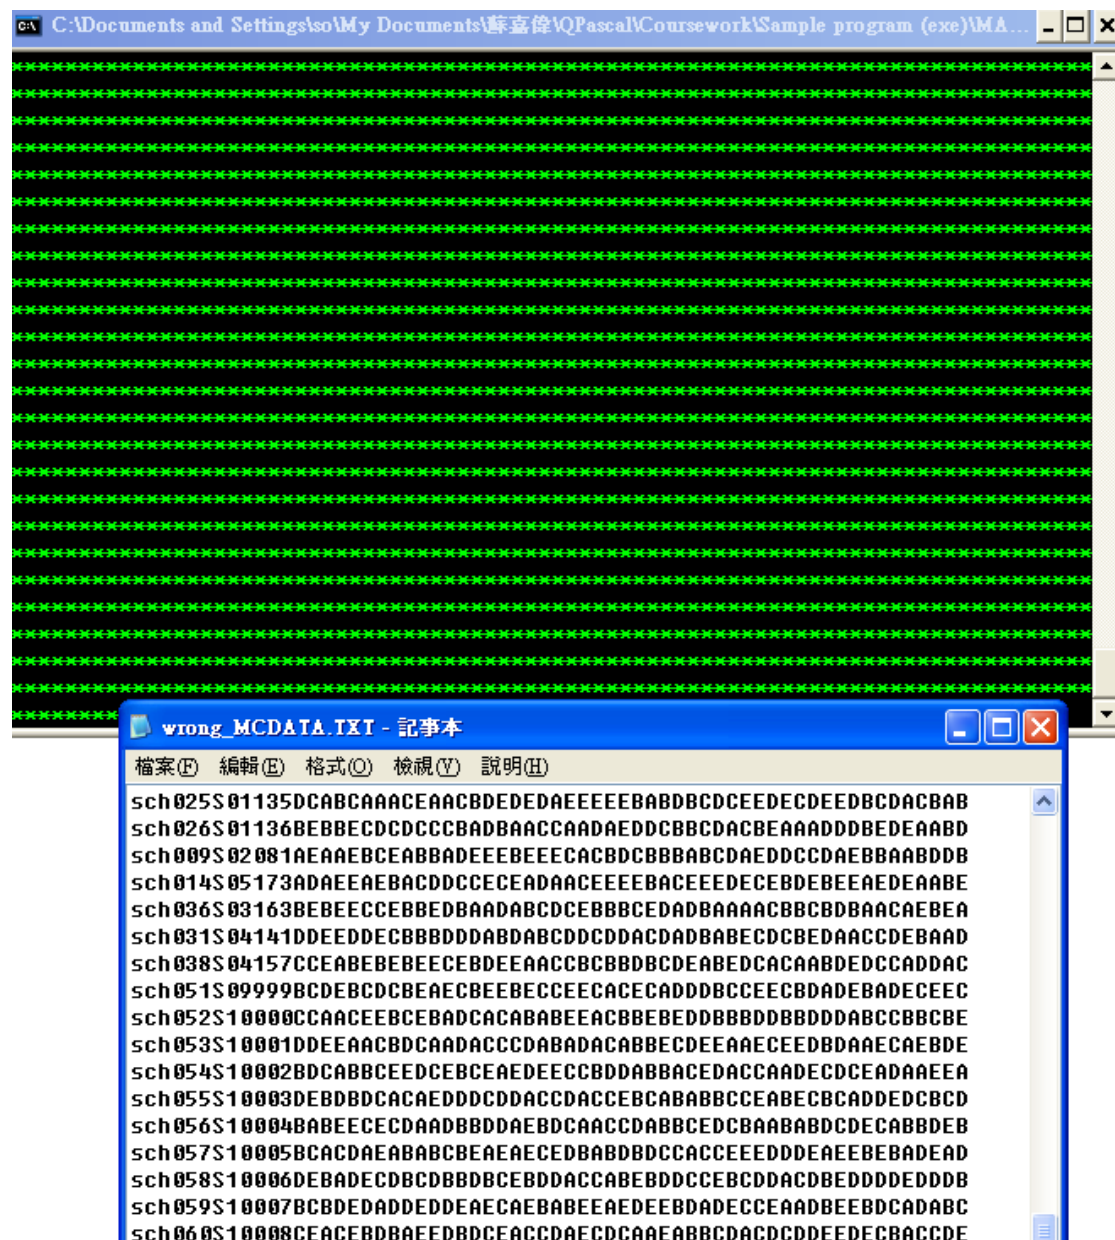 C:\Documents and Settings\so\My Documents\蘇嘉偉\QPascal\Coursework\Sample program (exe)\MA...
wrong_MCDATA.TXT - 記事本
檔案(F) 編輯(E) 格式(O) 檢視(V) 說明(H)
sch025S01135DCABCAAACEAACBDEDEDAEEEEEBABDBCDCEEDECDEEDBCDACBAB
sch026S01136BEBBECDCDCCCBADBAACCAADAEDDCBBCDACBEAAADDDBEDEAABD
sch009S02081AEAAEBCEABBADEEEBEEECACBDCBBBABCDAEDDCCDAEBBAABDDB
sch014S05173ADAEEAEBACDDCCECEADAACEEEEBACEEEDECEBDEBEEAEDEAABE
sch036S03163BEBEECCEBBEDBAADABCDCEBBBCEDADBAAAACBBCBDBAACAEBEA
sch031S04141DDEEDDECBBBDDDABDABCDDCDDACDADBABECDCBEDAACCDEBAAD
sch038S04157CCEABEBEBEECEBDEEAACCBCBBDBCDEABEDCACAABDEDCCADDAC
sch051S09999BCDEBCDCBEAECBEEBECCEECACECADDDBCCEECBDADEBADECEEC
sch052S10000CCAACEEBCEBADCACABABEEACBBEBEDDBBBDDBBDDDABCCBBCBE
sch053S10001DDEEAACBDCAADACCCDABADACABBECDEEAAECEEDBDAAECAEBDE
sch054S10002BDCABBCEEDCEBCEAEDEECCBDDABBACEDACCAADECDCEADAAEEA
sch055S10003DEBDBDCACAEDDDCDDACCDACCEBCABABBCCEABECBCADDEDCBCD
sch056S10004BABEECECDAADBBDDAEBDCAACCDABBCEDCBAABABDCDECABBDEB
sch057S10005BCACDAEABABCBEAEAECEDBABDBDCCACCEEEDDDEAEEBEBADEAD
sch058S10006DEBADECDBCDBBDBCEBDDACCABEBDDCCEBCDDACDBEDDDDEDDDB
sch059S10007BCBDEDADDEDDEAECAEBABEEAEDEEBDADECCEAADBEEBDCADABC
sch060S10008CEACEBDBAEEDBDCEACCDAECDCAAEABBCDACDCDDEEDECBACCDE